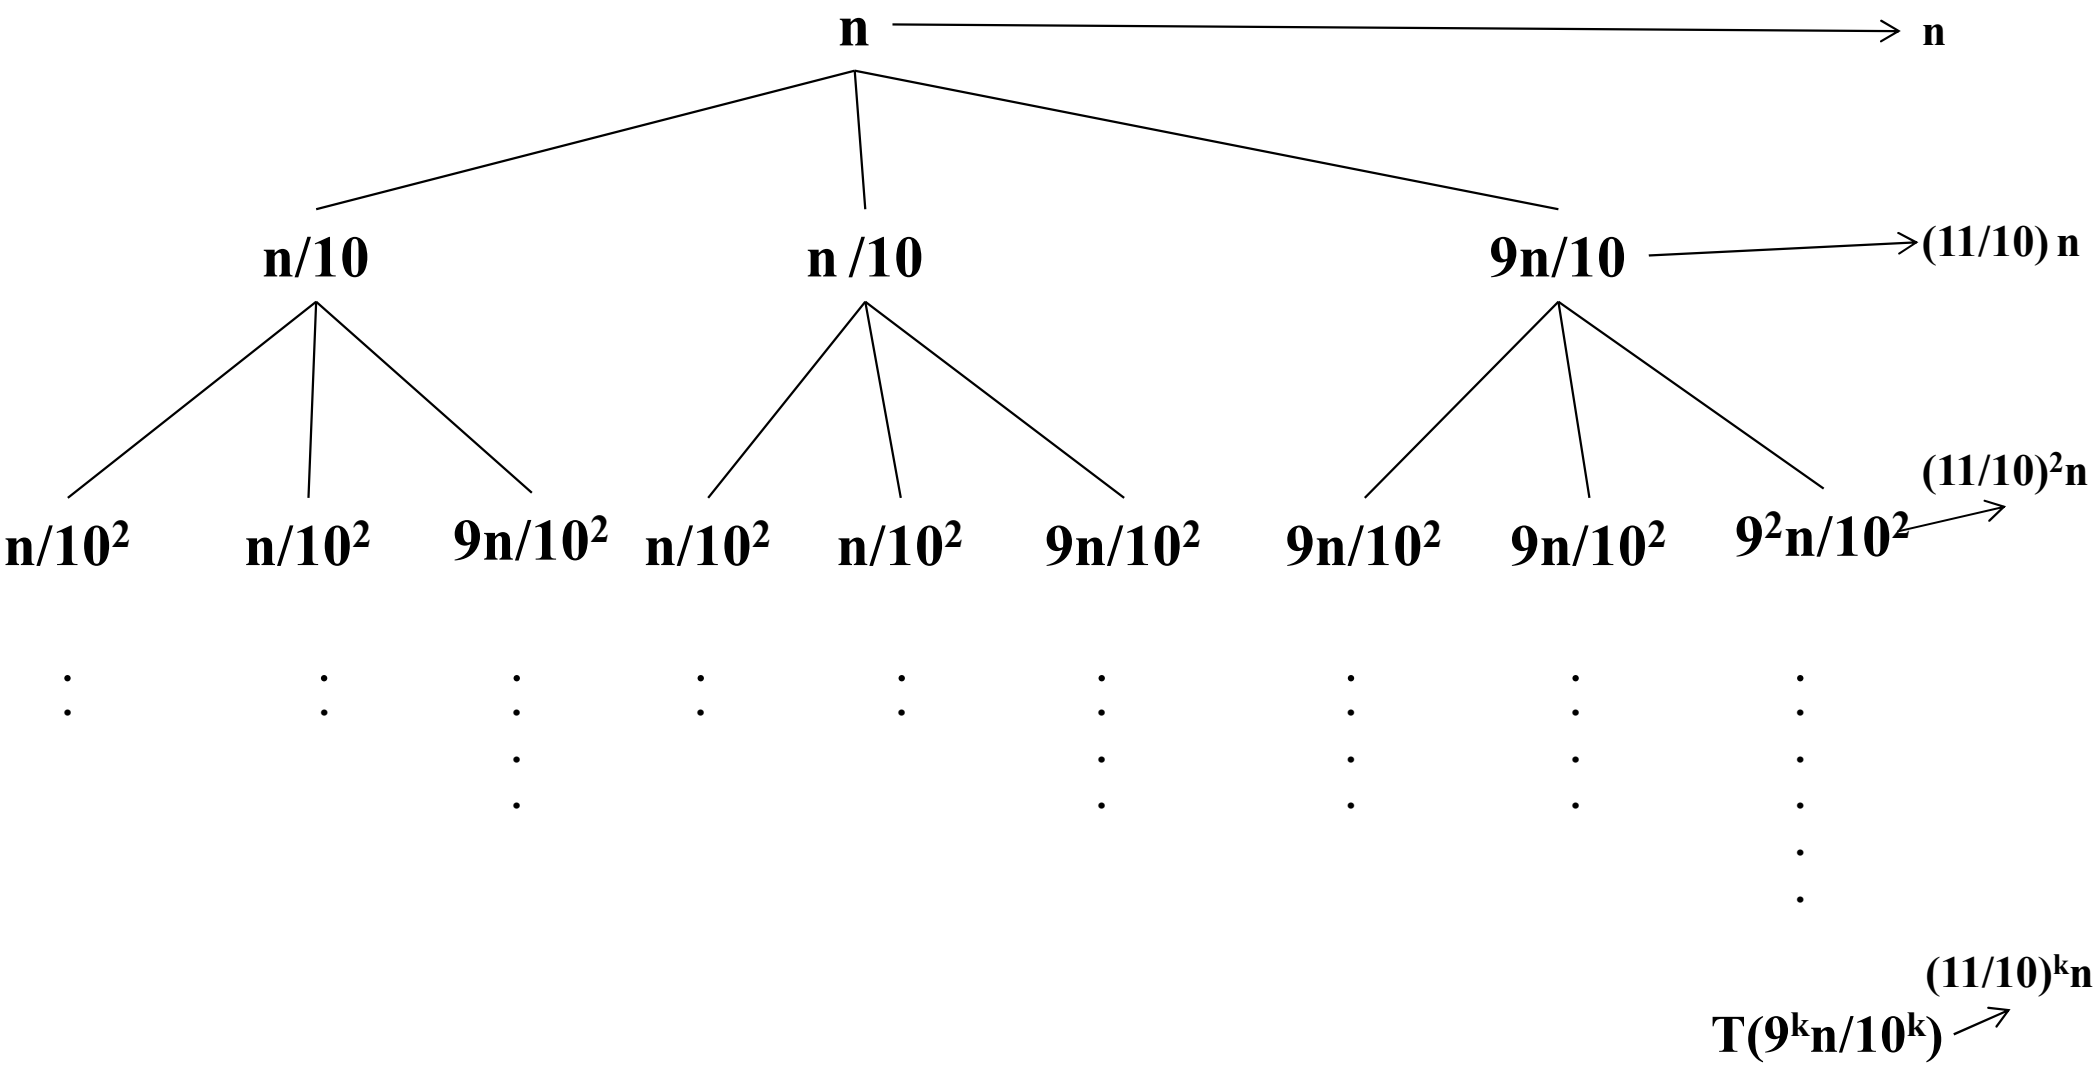 n n
n/10 n /10 9n/10 (11/10) n
(11/10)²n
n/10² n/10² 9n/10² n/10² n/10² 9n/10² 9n/10² 9n/10² 9²n/10²
(11/10)ᵏn
T(9ᵏn/10ᵏ)